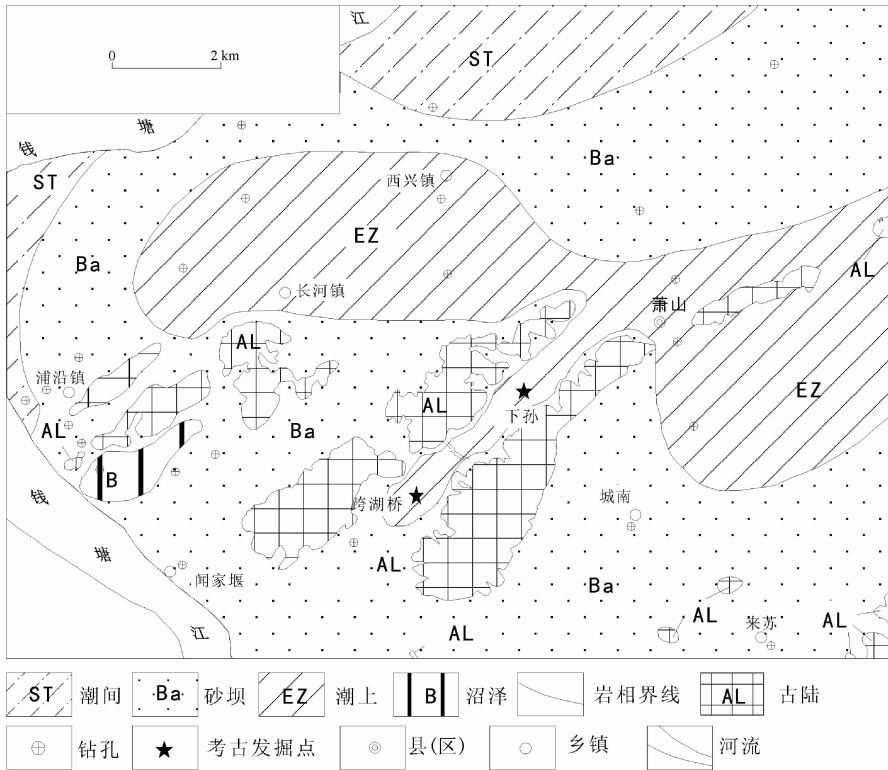 0 2 km
江
ST
钱
塘
Ba
ST
西兴镇
EZ
Ba
AL
长河镇
萧山
AL
浦沿镇
AL
EZ
Ba
下孙
AL
B
跨湖桥
城南
钱
塘
江
闻家堰
AL
Ba
AL
AL
来苏
AL
ST 潮间 Ba 砂坝 EZ 潮上 B 沼泽 岩相界线 AL 古陆
钻孔 考古发掘点 县(区) 乡镇 河流